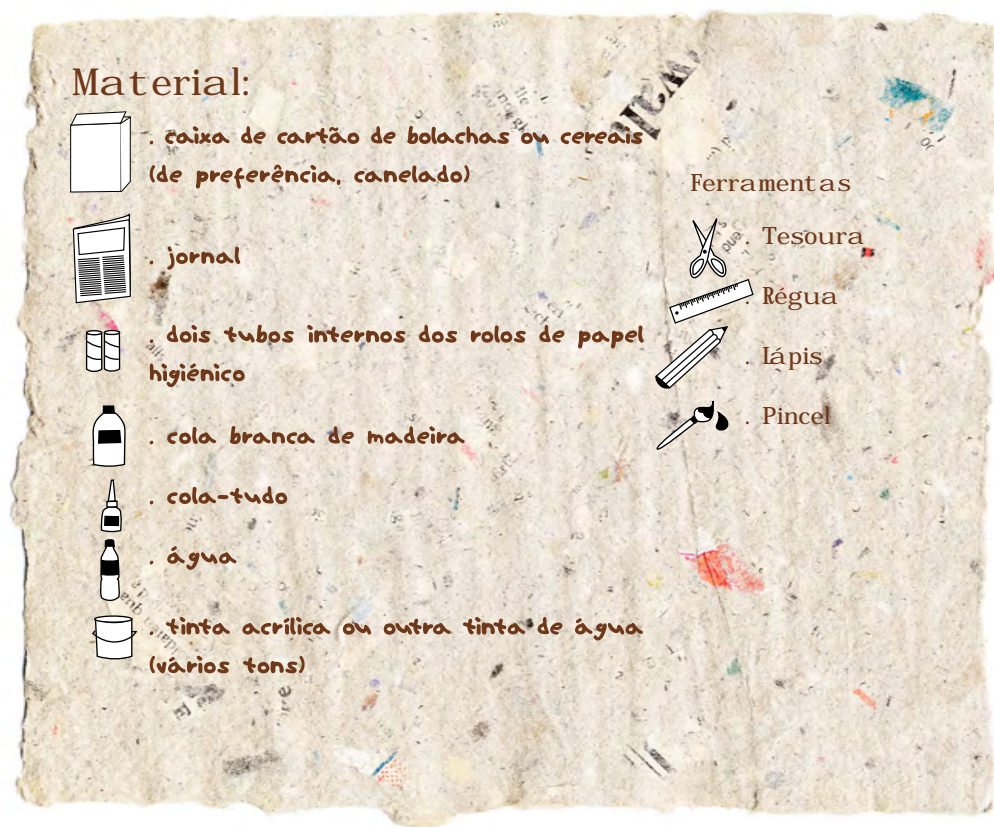 Material:
. caixa de cartão de bolachas ou cereais
(de preferência, canelado)
. jornal
. dois tubos internos dos rolos de papel
higiénico
. cola branca de madeira
. cola-tudo
. água
. tinta acrílica ou outra tinta de água
(vários tons)
Ferramentas
. Tesoura
. Régua
. Lápis
. Pincel